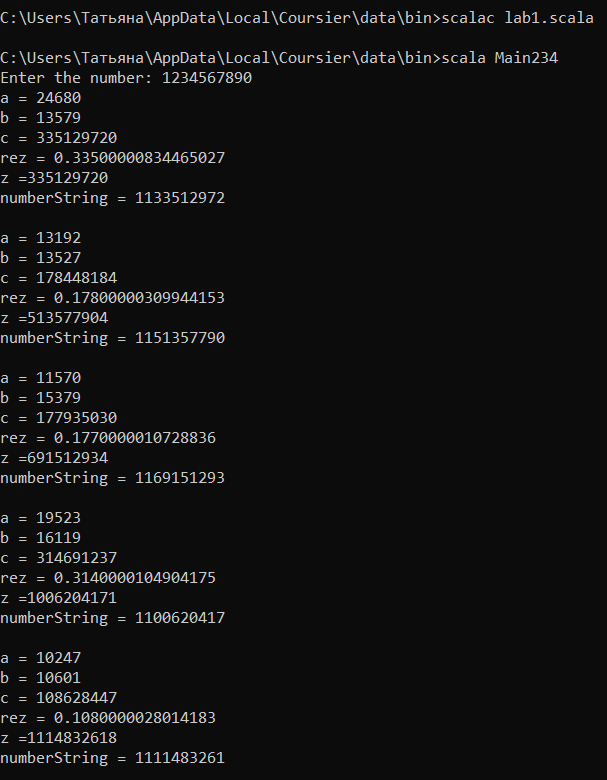 C:\Users\Татьяна\AppData\Local\Coursier\data\bin>scalac lab1.scala
C:\Users\Татьяна\AppData\Local\Coursier\data\bin>scala Main234
Enter the number: 1234567890
a = 24680
b = 13579
c = 335129720
rez = 0.33500000834465027
z =335129720
numberString = 1133512972
a = 13192
b = 13527
c = 178448184
rez = 0.17800000309944153
z =513577904
numberString = 1151357790
a = 11570
b = 15379
c = 177935030
rez = 0.1770000010728836
z =691512934
numberString = 1169151293
a = 19523
b = 16119
c = 314691237
rez = 0.3140000104904175
z =1006204171
numberString = 1100620417
a = 10247
b = 10601
c = 108628447
rez = 0.1080000028014183
z =1114832618
numberString = 1111483261